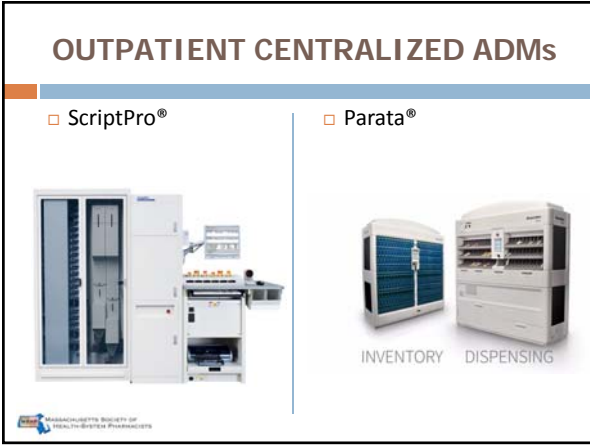 OUTPATIENT CENTRALIZED ADMs
□ ScriptPro®
□ Parata®
INVENTORY DISPENSING
MASSACHUSETTS SOCIETY OF
HEALTH-SYSTEM PHARMACISTS